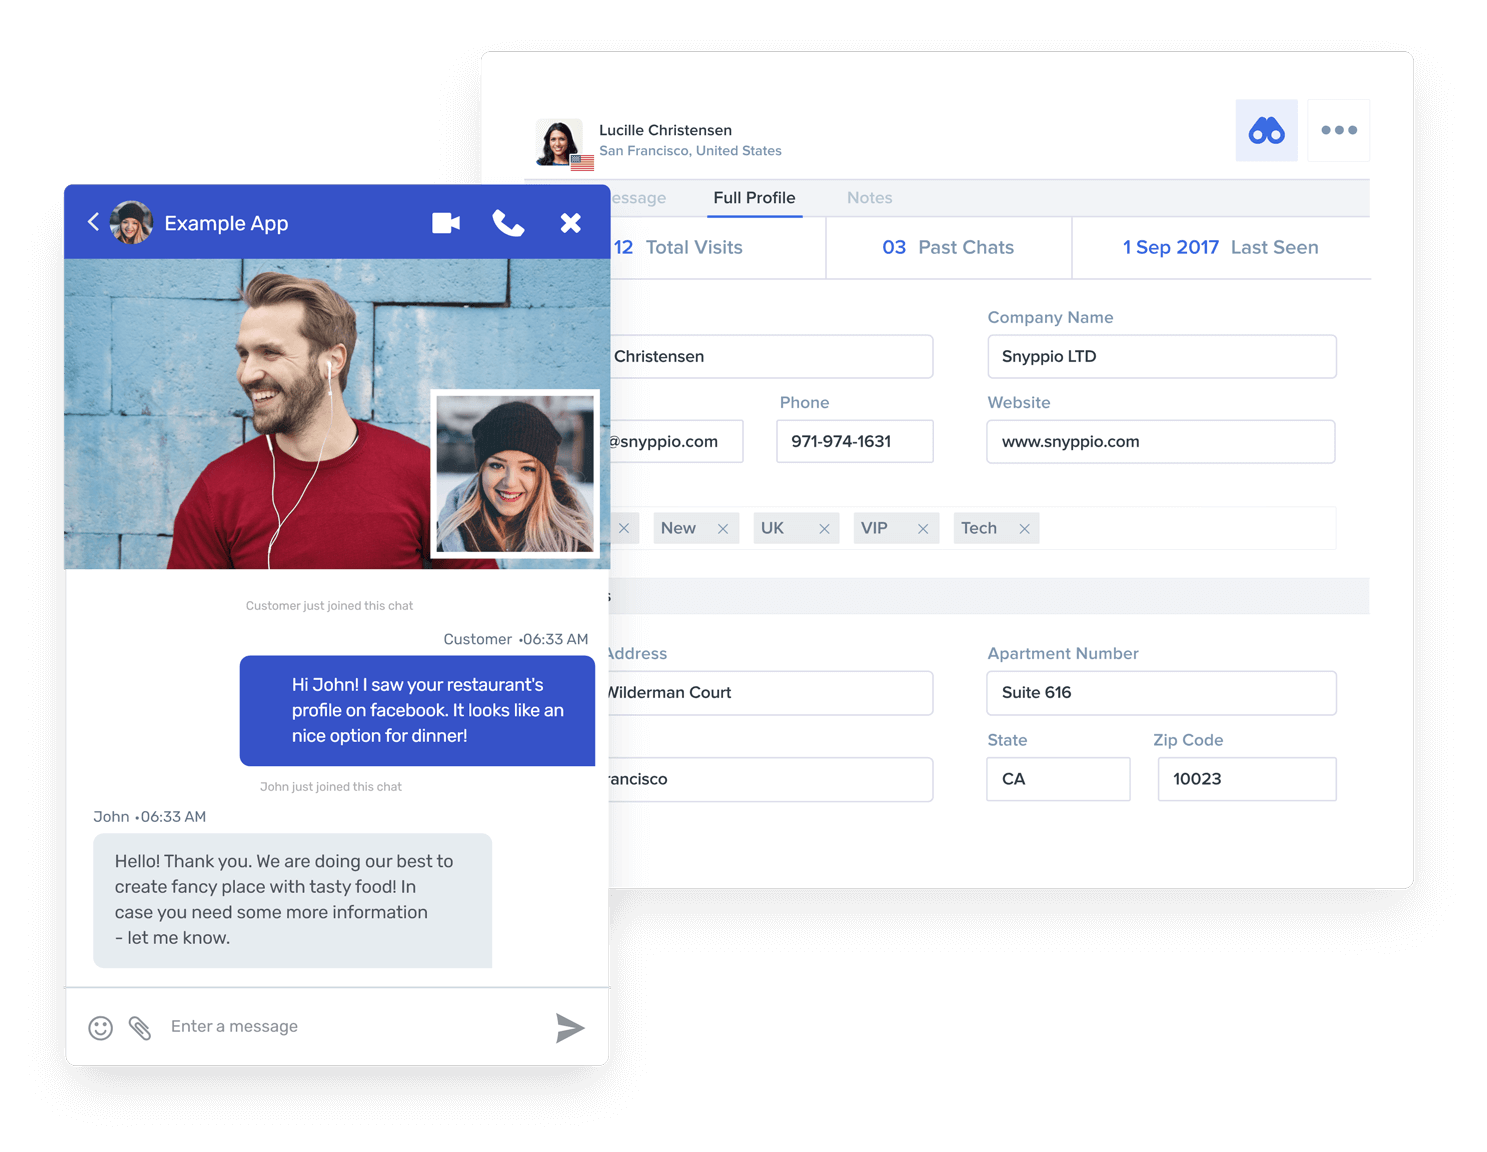 Lucille Christensen
San Francisco, United States
Full Profile
Notes
12 Total Visits
03 Past Chats
1 Sep 2017 Last Seen
Company Name
Christensen
Snyppio LTD
Phone
Website
@snyppio.com
971-974-1631
www.snyppio.com
New
UK
VIP
Tech
Address
Apartment Number
Wilderman Court
Suite 616
State
Zip Code
CA
10023
Example App
Customer just joined this chat
Customer •06:33 AM
Hi John! I saw your restaurant's
profile on facebook. It looks like an
nice option for dinner!
John just joined this chat
John •06:33 AM
Hello! Thank you. We are doing our best to
create fancy place with tasty food! In
case you need some more information
- let me know.
Enter a message